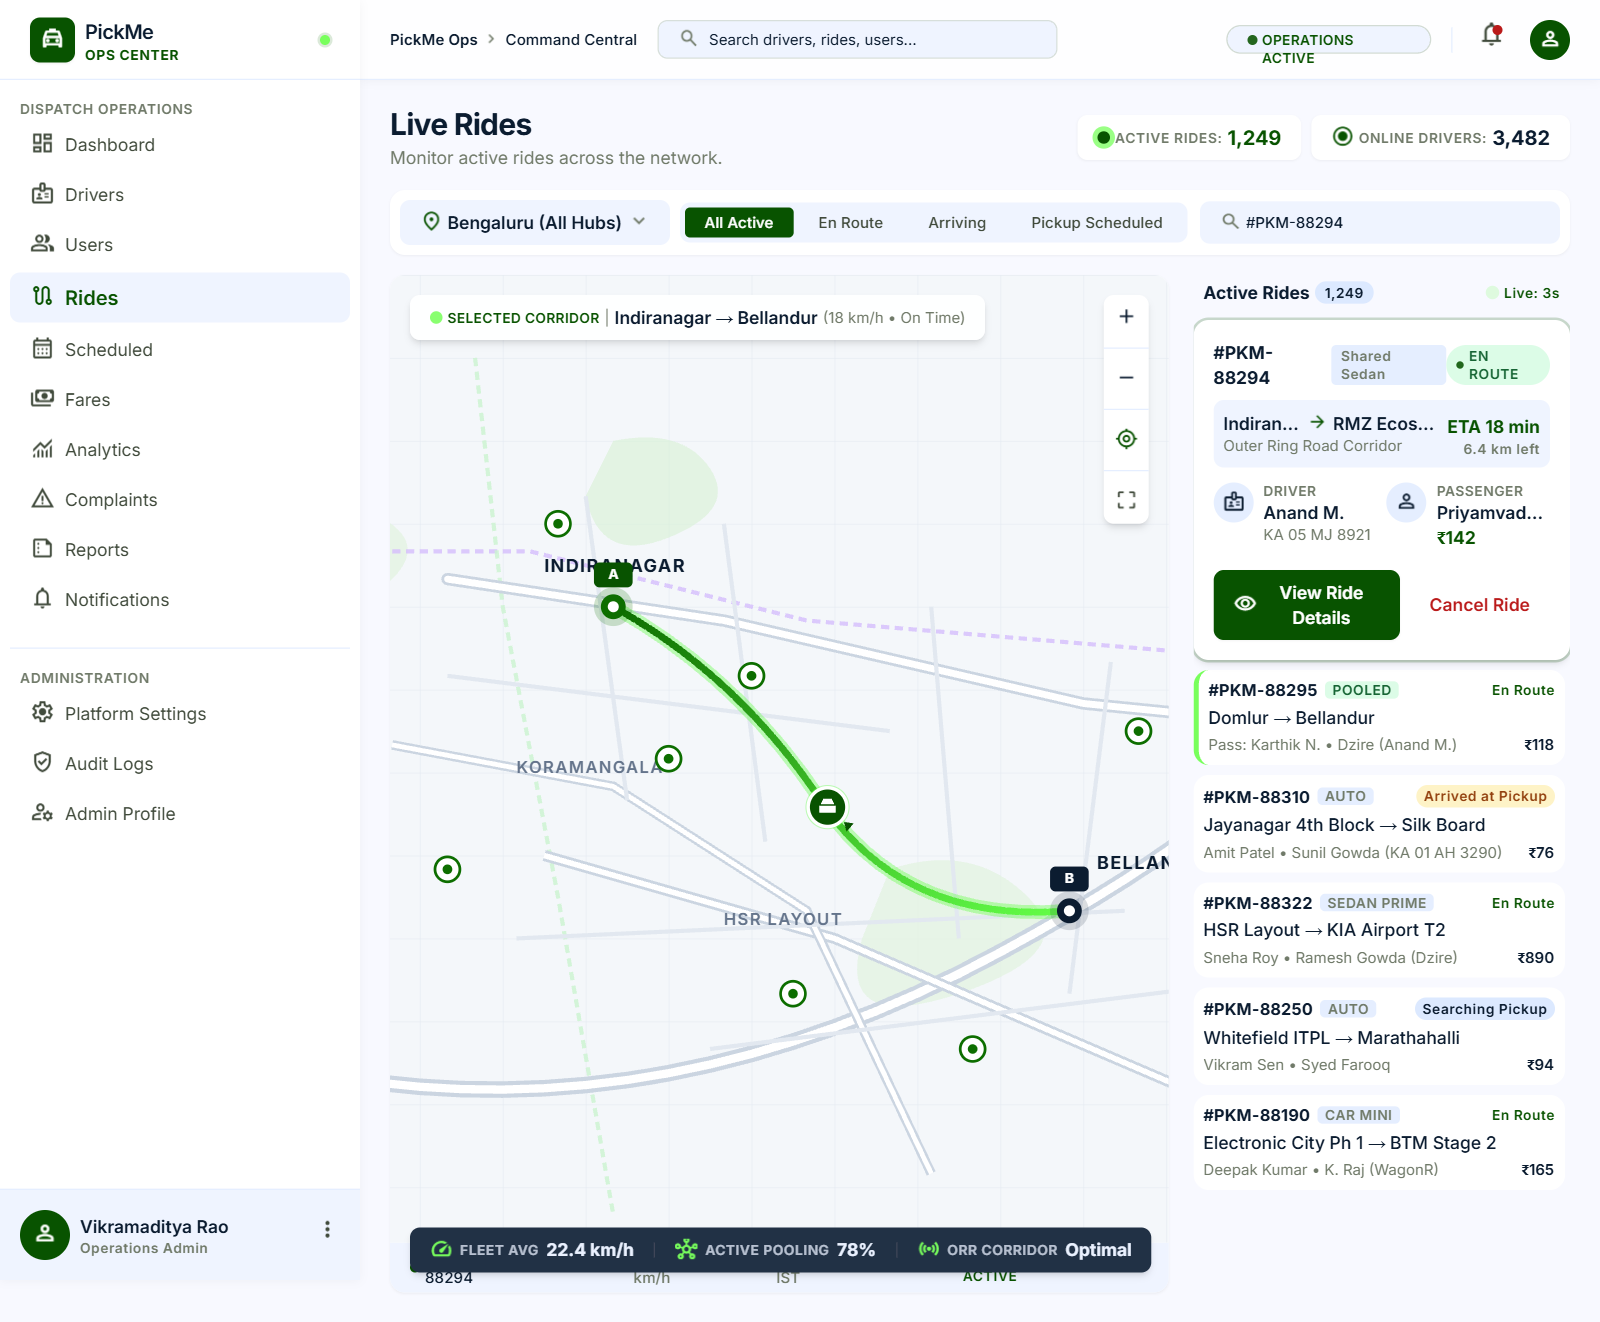 PickMe
OPS CENTER
PickMe Ops
Command Central
Search drivers, rides, users...
OPERATIONS
ACTIVE
DISPATCH OPERATIONS
Dashboard
Drivers
Users
Rides
Scheduled
Fares
Analytics
Complaints
Reports
Notifications
ADMINISTRATION
Platform Settings
Audit Logs
Admin Profile
Vikramaditya Rao
Operations Admin
Live Rides
Monitor active rides across the network.
ACTIVE RIDES: 1,249
ONLINE DRIVERS: 3,482
Bengaluru (All Hubs)
All Active
En Route
Arriving
Pickup Scheduled
#PKM-88294
SELECTED CORRIDOR | Indiranagar → Bellandur (18 km/h • On Time)
+
−
INDIRANAGAR
A
KORAMANGALA
HSR LAYOUT
BELLAN
B
FLEET AVG 22.4 km/h
ACTIVE POOLING 78%
ORR CORRIDOR Optimal
88294
km/h
IST
ACTIVE
Active Rides 1,249
Live: 3s
#PKM-
88294
Shared
Sedan
EN
ROUTE
Indiran... → RMZ Ecos...
Outer Ring Road Corridor
ETA 18 min
6.4 km left
DRIVER
Anand M.
KA 05 MJ 8921
PASSENGER
Priyamvad...
₹142
View Ride
Details
Cancel Ride
#PKM-88295 POOLED En Route
Domlur → Bellandur
Pass: Karthik N. • Dzire (Anand M.) ₹118
#PKM-88310 AUTO Arrived at Pickup
Jayanagar 4th Block → Silk Board
Amit Patel • Sunil Gowda (KA 01 AH 3290) ₹76
#PKM-88322 SEDAN PRIME En Route
HSR Layout → KIA Airport T2
Sneha Roy • Ramesh Gowda (Dzire) ₹890
#PKM-88250 AUTO Searching Pickup
Whitefield ITPL → Marathahalli
Vikram Sen • Syed Farooq ₹94
#PKM-88190 CAR MINI En Route
Electronic City Ph 1 → BTM Stage 2
Deepak Kumar • K. Raj (WagonR) ₹165